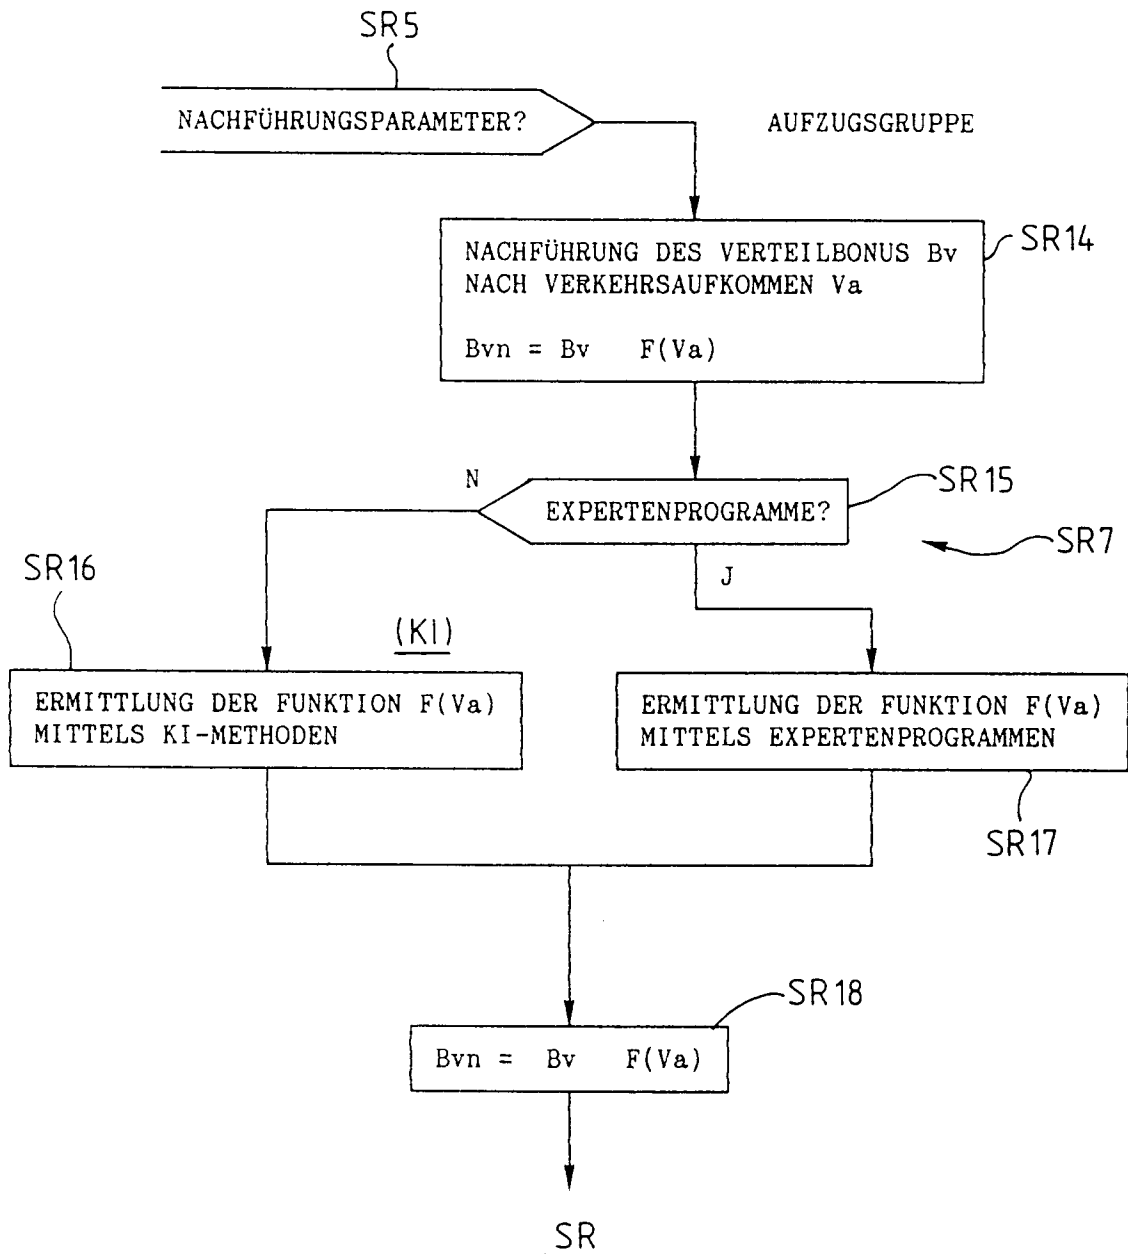 SR5
NACHFÜHRUNGSPARAMETER?
AUFZUGSGRUPPE
SR14
NACHFÜHRUNG DES VERTEILBONUS Bv
NACH VERKEHRSAUFKOMMEN Va
Bvn = Bv F(Va)
N
SR15
EXPERTENPROGRAMME?
SR7
J
SR16
(KI)
ERMITTLUNG DER FUNKTION F(Va)
MITTELS KI-METHODEN
ERMITTLUNG DER FUNKTION F(Va)
MITTELS EXPERTENPROGRAMMEN
SR17
SR18
Bvn = Bv F(Va)
SR